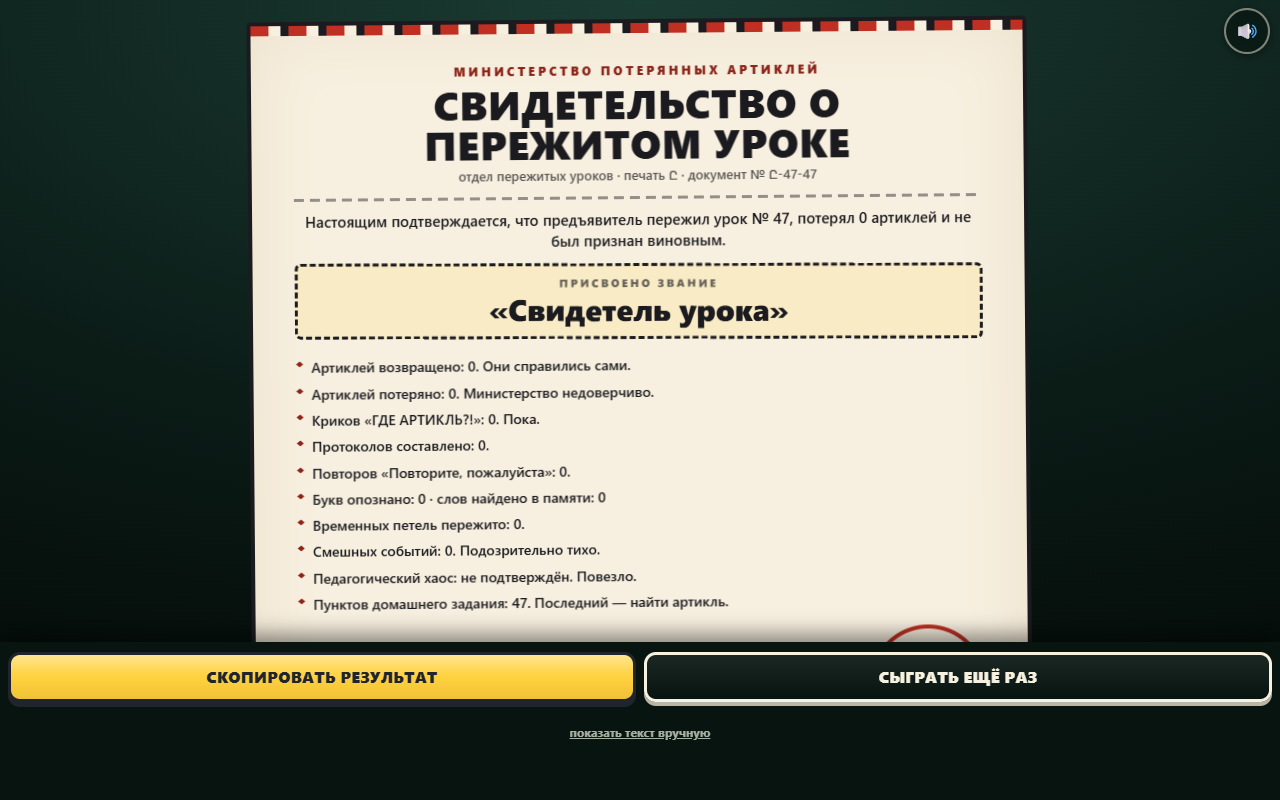 МИНИСТЕРСТВО ПОТЕРЯННЫХ АРТИКЛЕЙ
СВИДЕТЕЛЬСТВО О
ПЕРЕЖИТОМ УРОКЕ
отдел пережитых уроков · печать Ը · документ № Ը-47-47
Настоящим подтверждается, что предъявитель пережил урок № 47, потерял 0 артиклей и не
был признан виновным.
ПРИСВОЕНО ЗВАНИЕ
«Свидетель урока»
Артиклей возвращено: 0. Они справились сами.
Артиклей потеряно: 0. Министерство недоверчиво.
Криков «ГДЕ АРТИКЛЬ?!»: 0. Пока.
Протоколов составлено: 0.
Повторов «Повторите, пожалуйста»: 0.
Букв опознано: 0 · слов найдено в памяти: 0
Временных петель пережито: 0.
Смешных событий: 0. Подозрительно тихо.
Педагогический хаос: не подтверждён. Повезло.
Пунктов домашнего задания: 47. Последний — найти артикль.
СКОПИРОВАТЬ РЕЗУЛЬТАТ
СЫГРАТЬ ЕЩЁ РАЗ
показать текст вручную